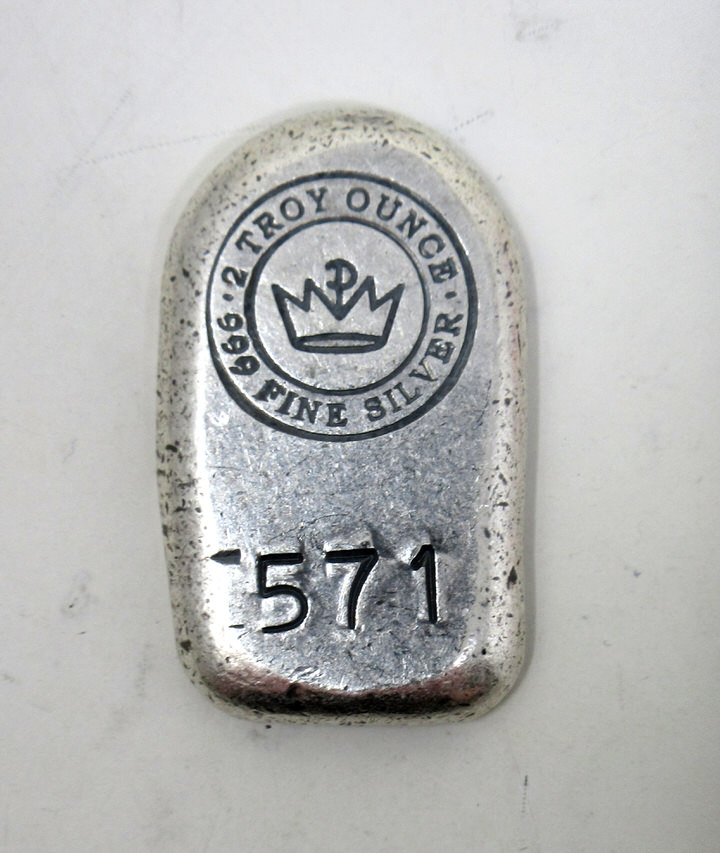 2 TROY OUNCE
999 FINE SILVER
P
571